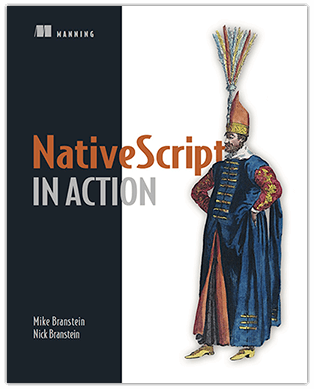 MANNING
NativeScript
IN ACTION
Mike Branstein
Nick Branstein